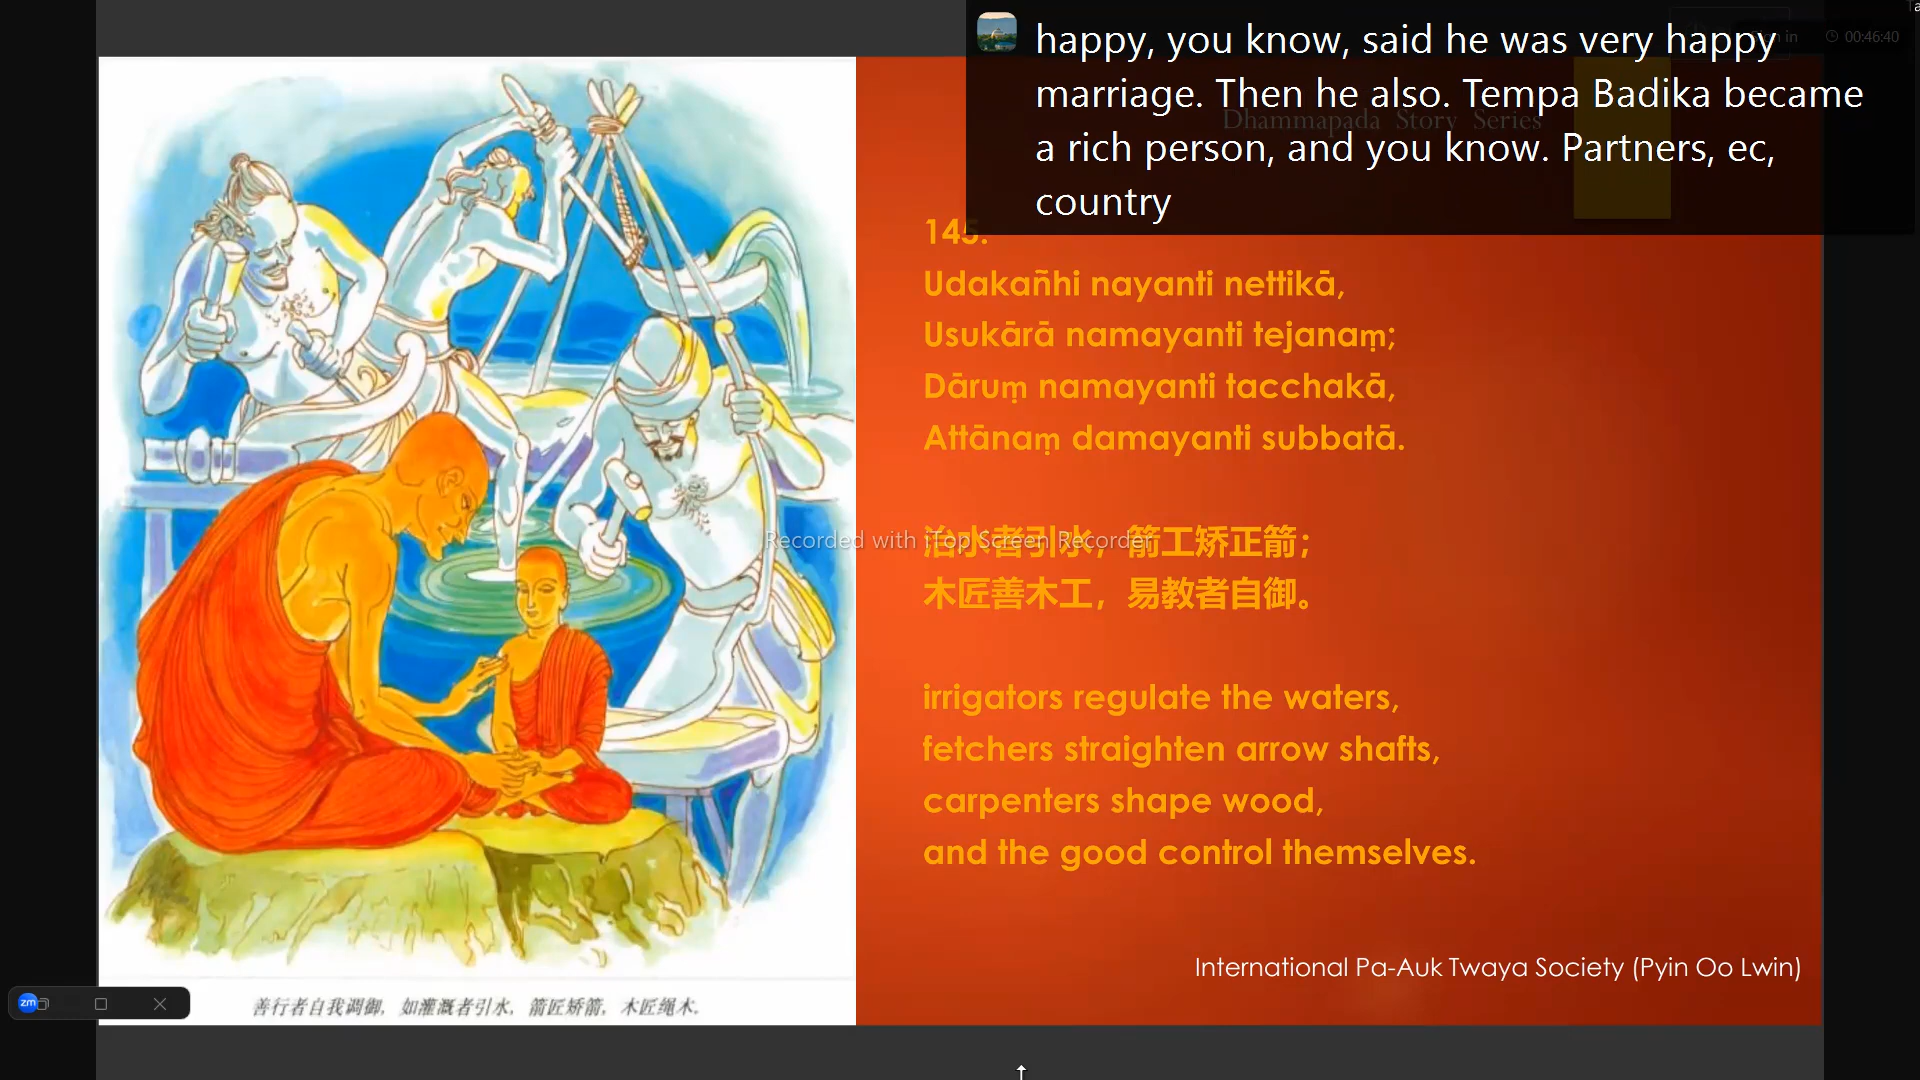 happy, you know, said he was very happy
marriage. Then he also. Tempa Badika became
a rich person, and you know. Partners, ec,
country
in
00:46:40
Dhammapada Story Series
145.
Udakañhi nayanti nettikā,
Usukārā namayanti tejanaṃ;
Dāruṃ namayanti tacchakā,
Attānaṃ damayanti subbatā.
治水者引水，箭工矫正箭；
木匠善木工，易教者自御。
Recorded with iTop Screen Recorder
irrigators regulate the waters,
fetchers straighten arrow shafts,
carpenters shape wood,
and the good control themselves.
International Pa-Auk Twaya Society (Pyin Oo Lwin)
zm
善行者自我调御，如灌溉者引水，箭匠矫箭，木匠绳木。